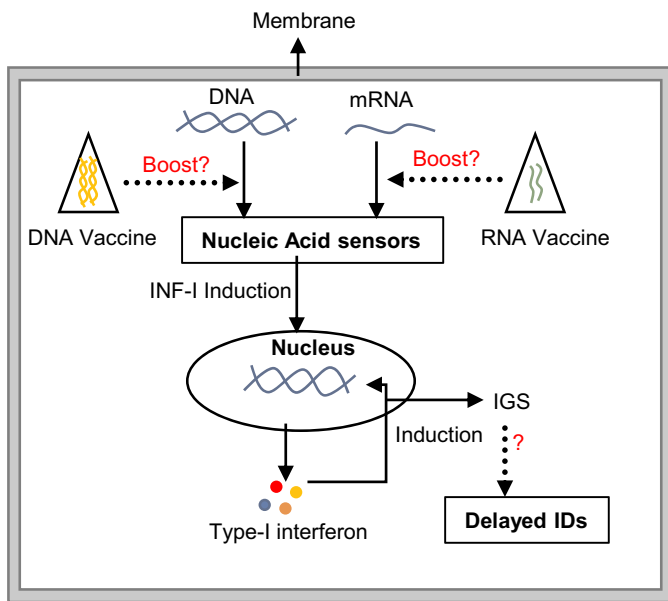 Membrane
DNA
mRNA
Boost?
Boost?
DNA Vaccine
Nucleic Acid sensors
RNA Vaccine
INF-I Induction
Nucleus
IGS
Induction
?
Type-I interferon
Delayed IDs